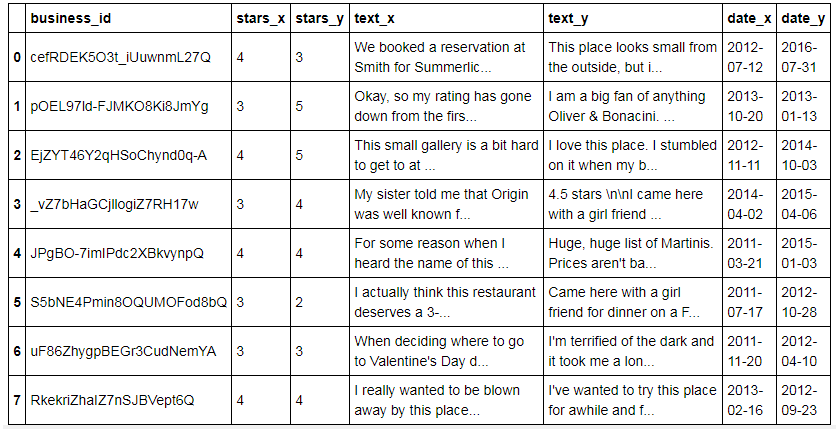 business_id stars_x stars_y text_x text_y date_x date_y
0 cefRDEK5O3t_iUuwnmL27Q 4 3 We booked a reservation at This place looks small from 2012- 2016-
Smith for Summerlic... the outside, but i... 07-12 07-31
1 pOEL97ld-FJMKO8Ki8JmYg 3 5 Okay, so my rating has gone I am a big fan of anything 2013- 2013-
down from the firs... Oliver & Bonacini. ... 10-20 01-13
2 EjZYT46Y2qHSoChynd0q-A 4 5 This small gallery is a bit hard I love this place. I stumbled 2012- 2014-
to get to at ... on it when my b... 11-11 10-03
3 _vZ7bHaGCjlIogiZ7RH17w 3 4 My sister told me that Origin 4.5 stars \n\nI came here 2014- 2015-
was well known f... with a girl friend ... 04-02 04-06
4 JPgBO-7imlPdc2XBkvynpQ 4 4 For some reason when I Huge, huge list of Martinis. 2011- 2015-
heard the name of this ... Prices aren't ba... 03-21 01-03
5 S5bNE4Pmin8OQUMOFod8bQ 3 2 I actually think this restaurant Came here with a girl 2011- 2012-
deserves a 3-... friend for dinner on a F... 07-17 10-28
6 uF86ZhygpBEGr3CudNemYA 3 3 When deciding where to go I'm terrified of the dark and 2011- 2012-
to Valentine's Day d... it took me a lon... 11-20 04-10
7 RkekriZhaIZ7nSJBVept6Q 4 4 I really wanted to be blown I've wanted to try this place 2013- 2012-
away by this place... for awhile and f... 02-16 09-23